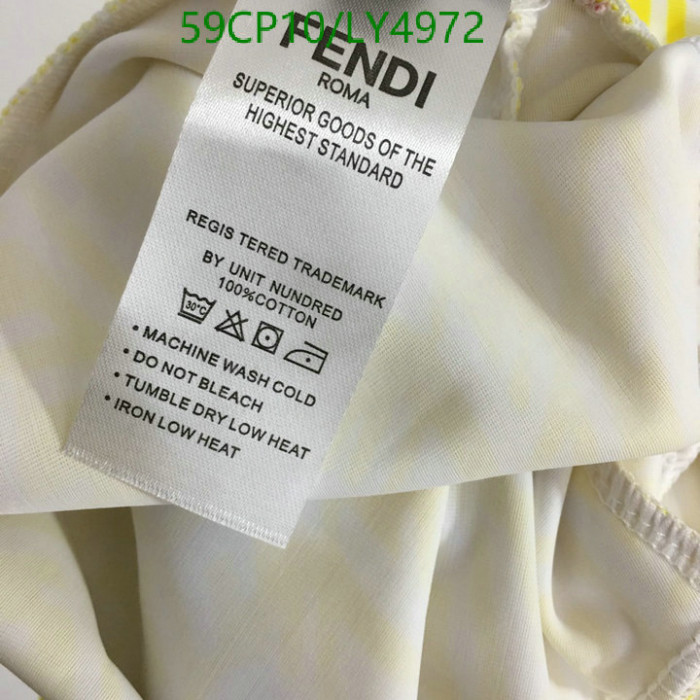 59CP10/LY4972
FENDI
ROMA
SUPERIOR GOODS OF THE
HIGHEST STANDARD
REGIS TERED TRADEMARK
BY UNIT NUNDRED
100%COTTON
30°C
• MACHINE WASH COLD
• DO NOT BLEACH
• TUMBLE DRY LOW HEAT
• IRON LOW HEAT